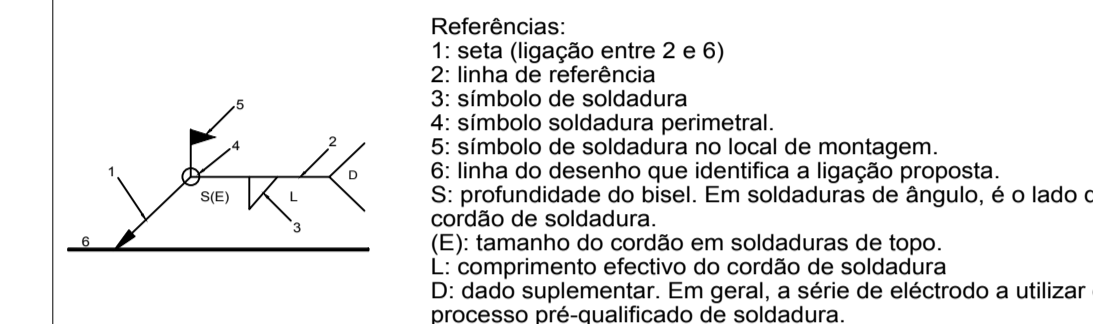 Referências:
1: seta (ligação entre 2 e 6)
2: linha de referência
3: símbolo de soldadura
4: símbolo soldadura perimetral.
5: símbolo de soldadura no local de montagem.
6: linha do desenho que identifica a ligação proposta.
S: profundidade do bisel. Em soldaduras de ângulo, é o lado
cordão de soldadura.
(E): tamanho do cordão em soldaduras de topo.
L: comprimento efectivo do cordão de soldadura
D: dado suplementar. Em geral, a série de eléctrodo a utilizar
processo pré-qualificado de soldadura.
5
4
2
1
D
S(E)
L
3
6